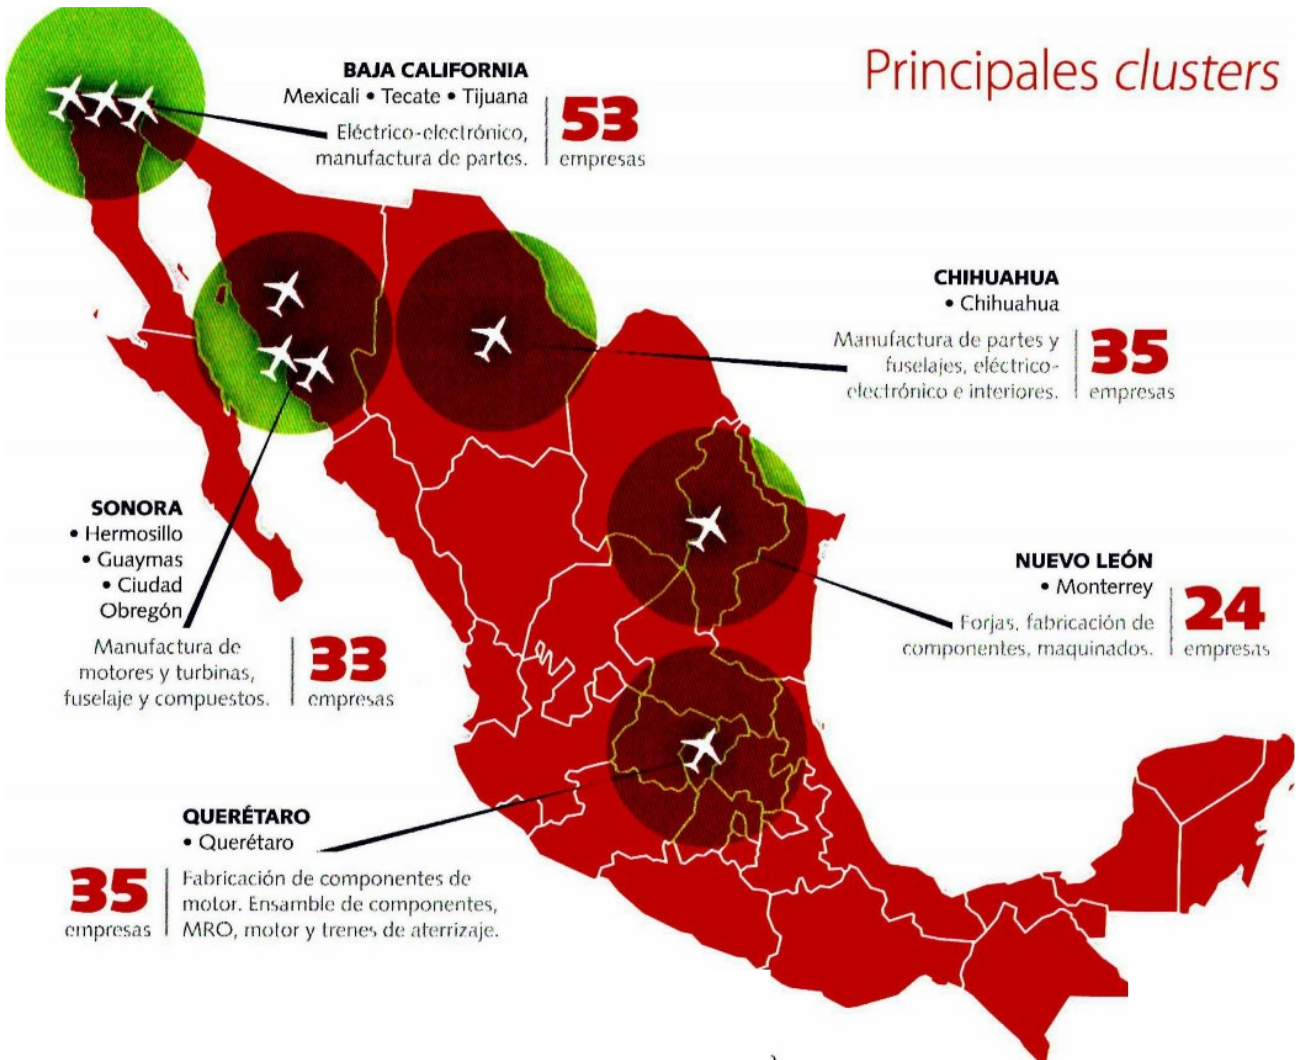 Principales clusters
BAJA CALIFORNIA
Mexicali • Tecate • Tijuana
Eléctrico-electrónico,
manufactura de partes.
53
empresas
CHIHUAHUA
• Chihuahua
Manufactura de partes y
fuselajes, eléctrico-
electrónico e interiores.
35
empresas
SONORA
• Hermosillo
• Guaymas
• Ciudad
Obregón
Manufactura de
motores y turbinas,
fuselaje y compuestos.
33
empresas
NUEVO LEÓN
• Monterrey
Forjas, fabricación de
componentes, maquinados.
24
empresas
QUERÉTARO
• Querétaro
35
empresas
Fabricación de componentes de
motor. Ensamble de componentes,
MRO, motor y trenes de aterrizaje.